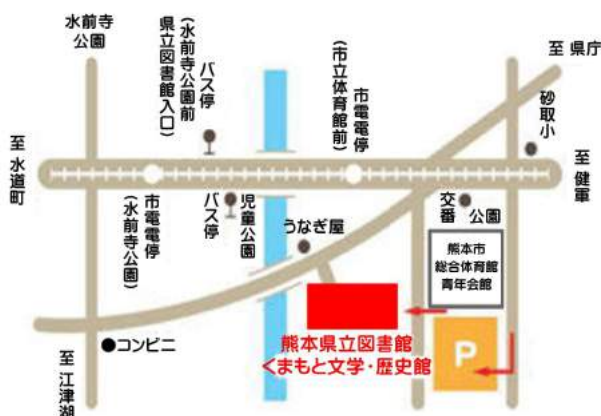 水前寺
公園
バス停
(水前寺公園前
県立図書館入口)
市電電停
(市立体育館前)
至 県庁
砂取小
至 水道町
至 健軍
市電電停
(水前寺公園)
バス停
児童公園
うなぎ屋
交番
公園
熊本市
総合体育館
青年会館
コンビニ
至 江津湖
熊本県立図書館
くまもと文学・歴史館
P